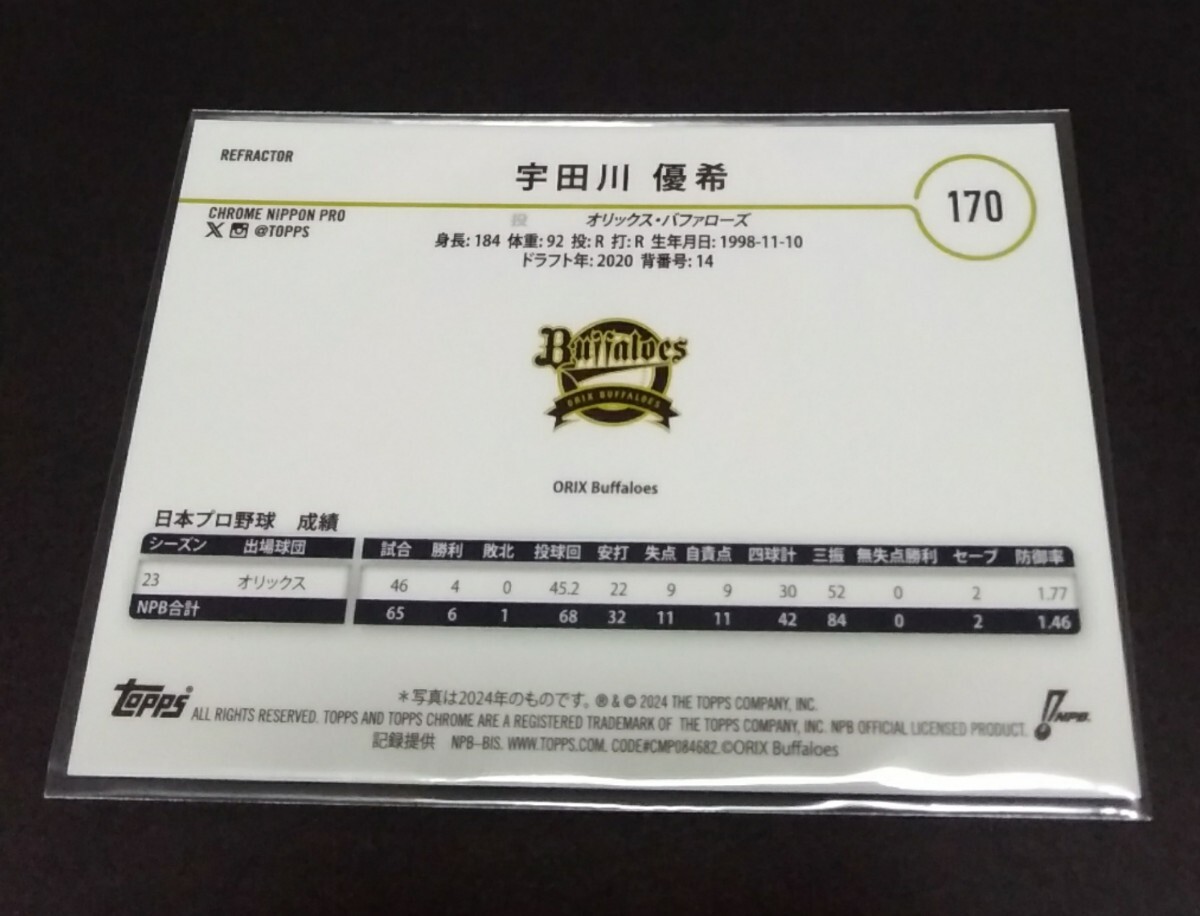 REFRACTOR
宇田川 優希
170
CHROME NIPPON PRO
@TOPPS
投 オリックス・バファローズ
身長: 184 体重: 92 投: R 打: R 生年月日: 1998-11-10
ドラフト年: 2020 背番号: 14
Buffaloes
ORIX BUFFALOES
ORIX Buffaloes
日本プロ野球 成績
シーズン 出場球団 試合 勝利 敗北 投球回 安打 失点 自責点 四球計 三振 無失点勝利 セーブ 防御率
23 オリックス 46 4 0 45.2 22 9 9 30 52 0 2 1.77
NPB合計 65 6 1 68 32 11 11 42 84 0 2 1.46
topps®
＊写真は2024年のものです。® & © 2024 THE TOPPS COMPANY, INC.
ALL RIGHTS RESERVED. TOPPS AND TOPPS CHROME ARE A REGISTERED TRADEMARK OF THE TOPPS COMPANY, INC. NPB OFFICIAL LICENSED PRODUCT.
記録提供 NPB-BIS. WWW.TOPPS.COM. CODE#CMP084682.©ORIX Buffaloes
NPB.